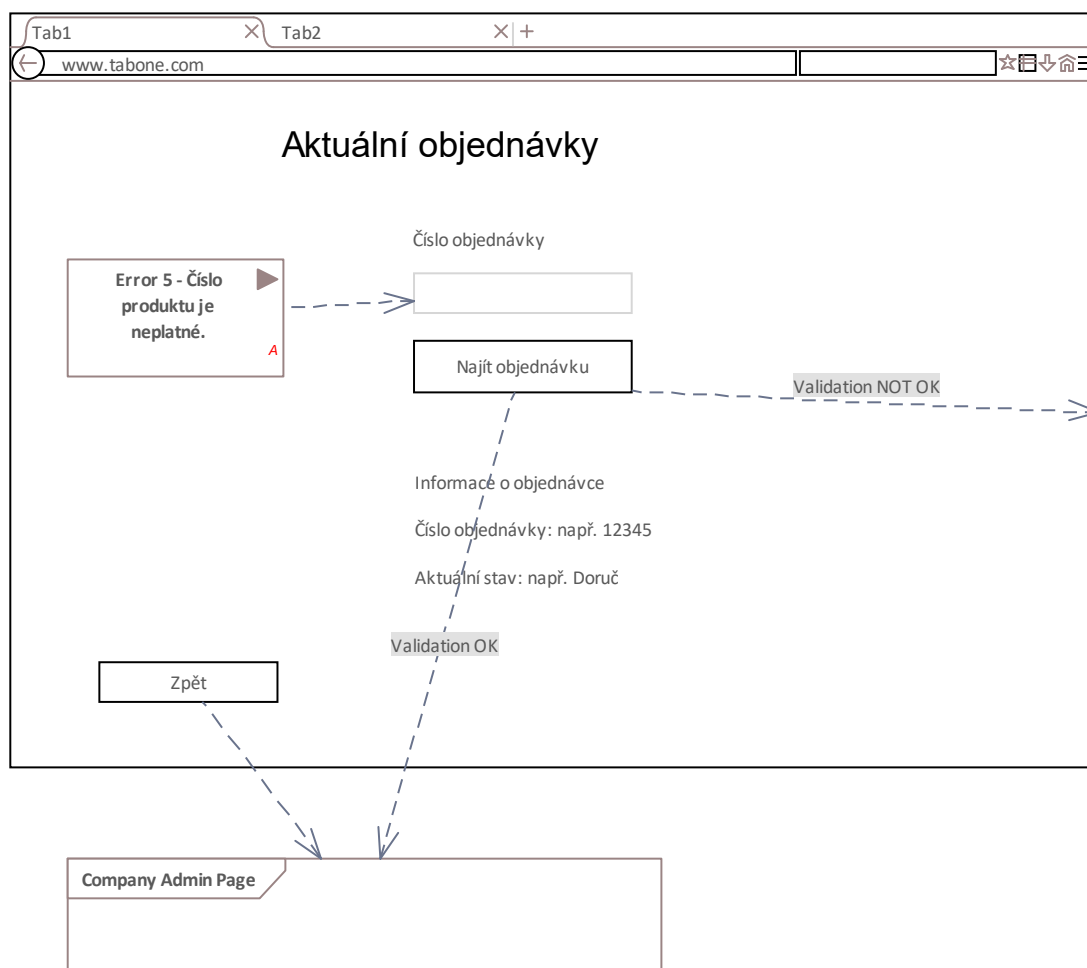 Tab1
Tab2
www.tabone.com
Aktuální objednávky
Číslo objednávky
Error 5 - Číslo
produktu je
neplatné.
A
Najít objednávku
Validation NOT OK
Informace o objednávce
Číslo objednávky: např. 12345
Aktuální stav: např. Doruč
Validation OK
Zpět
Company Admin Page